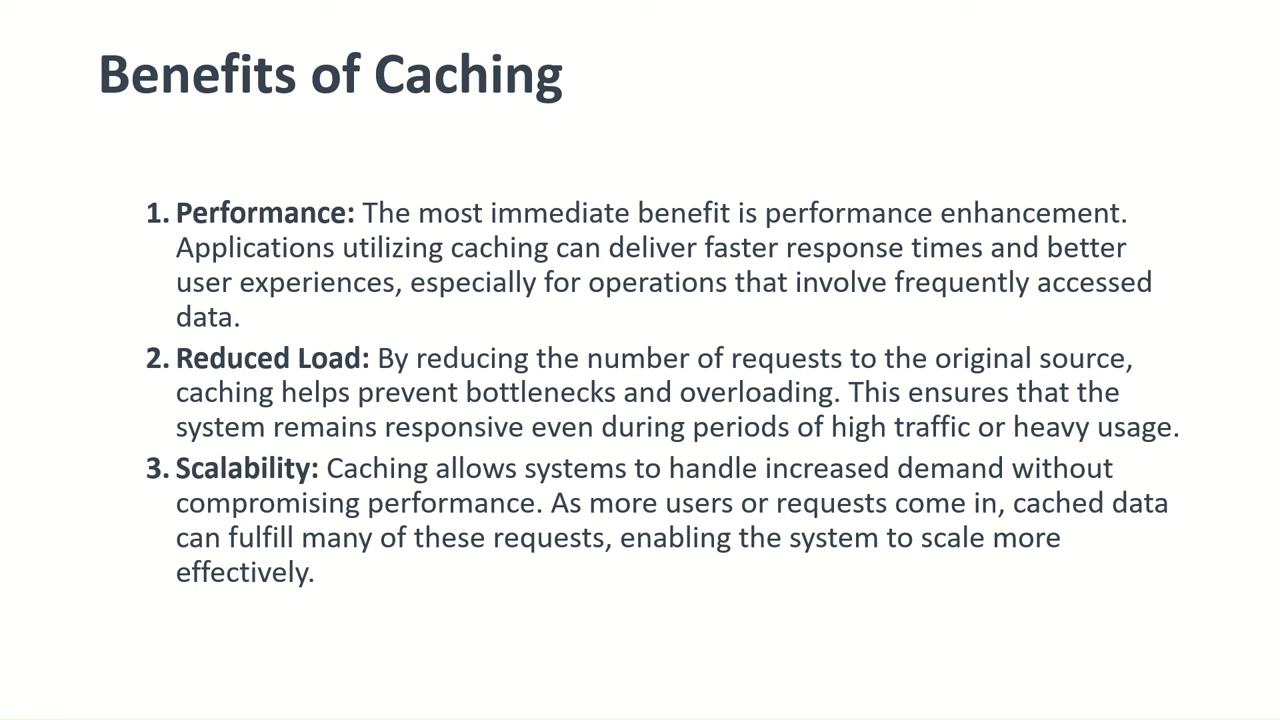 Benefits of Caching
1. Performance: The most immediate benefit is performance enhancement.
Applications utilizing caching can deliver faster response times and better
user experiences, especially for operations that involve frequently accessed
data.
2. Reduced Load: By reducing the number of requests to the original source,
caching helps prevent bottlenecks and overloading. This ensures that the
system remains responsive even during periods of high traffic or heavy usage.
3. Scalability: Caching allows systems to handle increased demand without
compromising performance. As more users or requests come in, cached data
can fulfill many of these requests, enabling the system to scale more
effectively.